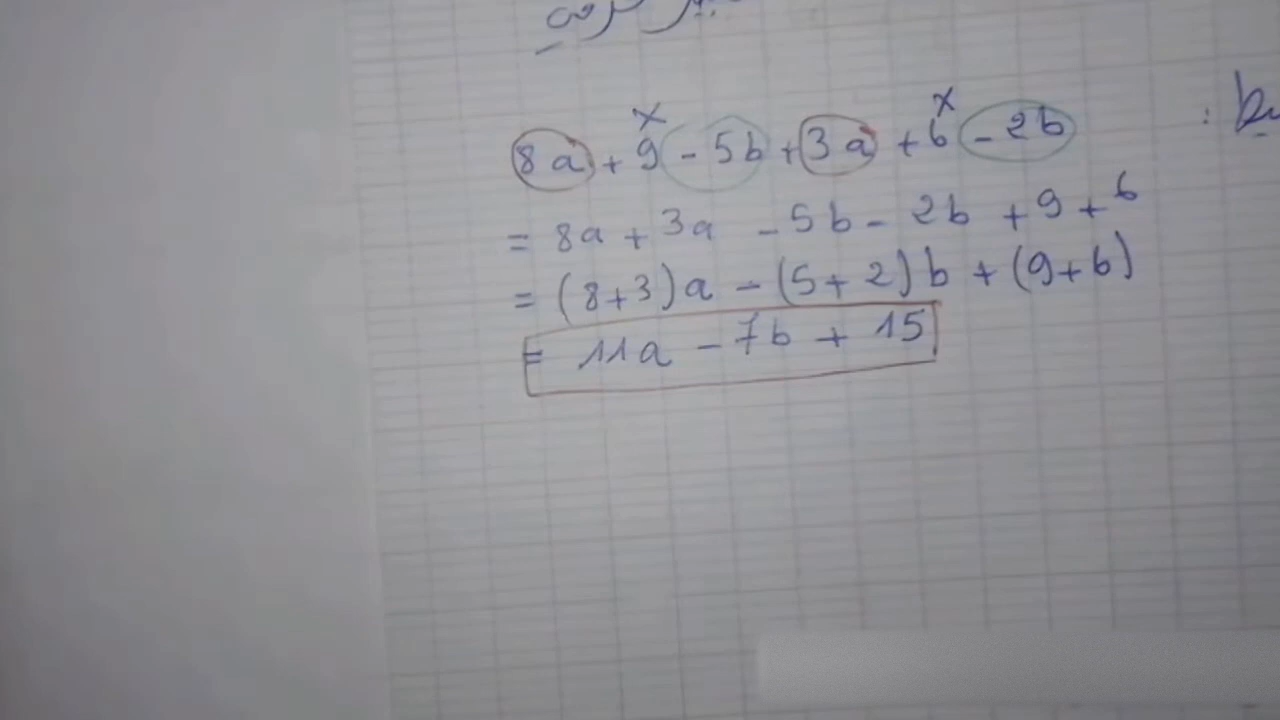 8a + 9 - 5b + 3a + 6 - 2b
= 8a + 3a - 5b - 2b + 9 + 6
= (8+3)a - (5+2)b + (9+6)
= 11a - 7b + 15